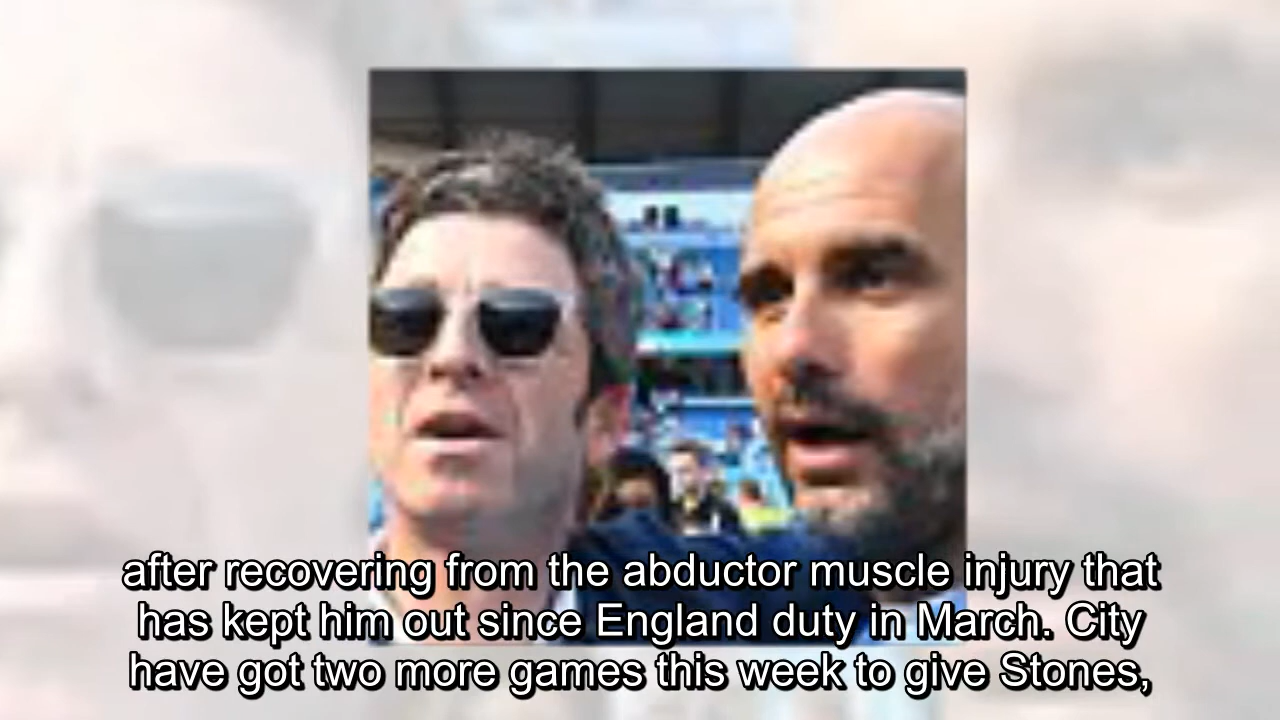 after recovering from the abductor muscle injury that
has kept him out since England duty in March. City
have got two more games this week to give Stones,